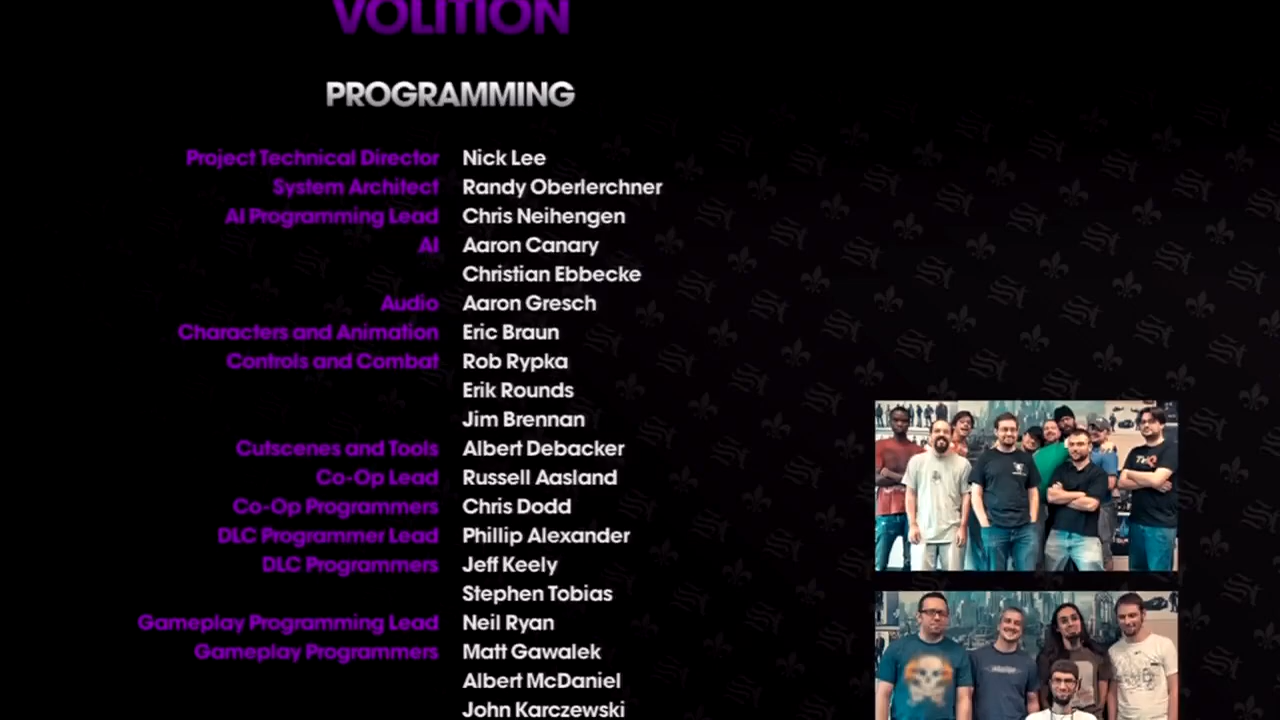 VOLITION
PROGRAMMING
Project Technical Director Nick Lee
System Architect Randy Oberlerchner
AI Programming Lead Chris Neihengen
AI Aaron Canary
Christian Ebbecke
Audio Aaron Gresch
Characters and Animation Eric Braun
Controls and Combat Rob Rypka
Erik Rounds
Jim Brennan
Cutscenes and Tools Albert Debacker
Co-Op Lead Russell Aasland
Co-Op Programmers Chris Dodd
DLC Programmer Lead Phillip Alexander
DLC Programmers Jeff Keely
Stephen Tobias
Gameplay Programming Lead Neil Ryan
Gameplay Programmers Matt Gawalek
Albert McDaniel
John Karczewski
THQ